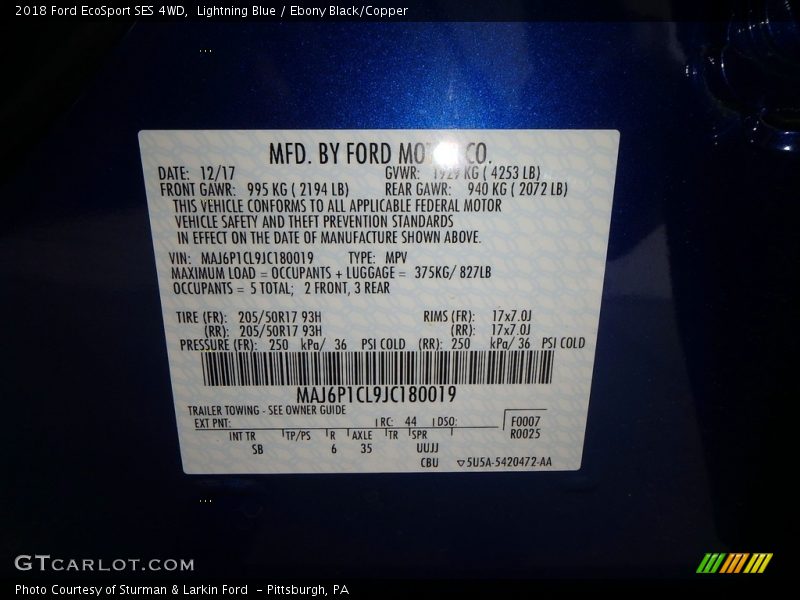 2018 Ford EcoSport SES 4WD, Lightning Blue / Ebony Black/Copper
MFD. BY FORD MOTOR CO.
DATE: 12/17 GVWR: 1929 KG ( 4253 LB)
FRONT GAWR: 995 KG ( 2194 LB) REAR GAWR: 940 KG ( 2072 LB)
THIS VEHICLE CONFORMS TO ALL APPLICABLE FEDERAL MOTOR
VEHICLE SAFETY AND THEFT PREVENTION STANDARDS
IN EFFECT ON THE DATE OF MANUFACTURE SHOWN ABOVE.
VIN: MAJ6P1CL9JC180019 TYPE: MPV
MAXIMUM LOAD = OCCUPANTS + LUGGAGE = 375KG/ 827LB
OCCUPANTS = 5 TOTAL; 2 FRONT, 3 REAR
TIRE (FR): 205/50R17 93H RIMS (FR): 17x7.0J
(RR): 205/50R17 93H (RR): 17x7.0J
PRESSURE (FR): 250 kPa/ 36 PSI COLD (RR): 250 kPa/ 36 PSI COLD
MAJ6P1CL9JC180019
TRAILER TOWING - SEE OWNER GUIDE
EXT PNT: RC: 44 DSO: F0007
R0025
INT TR TP/PS R AXLE TR SPR
SB 6 35 UUJJ
CBU ▽5U5A-5420472-AA
GTCARLOT.COM
Photo Courtesy of Sturman & Larkin Ford - Pittsburgh, PA